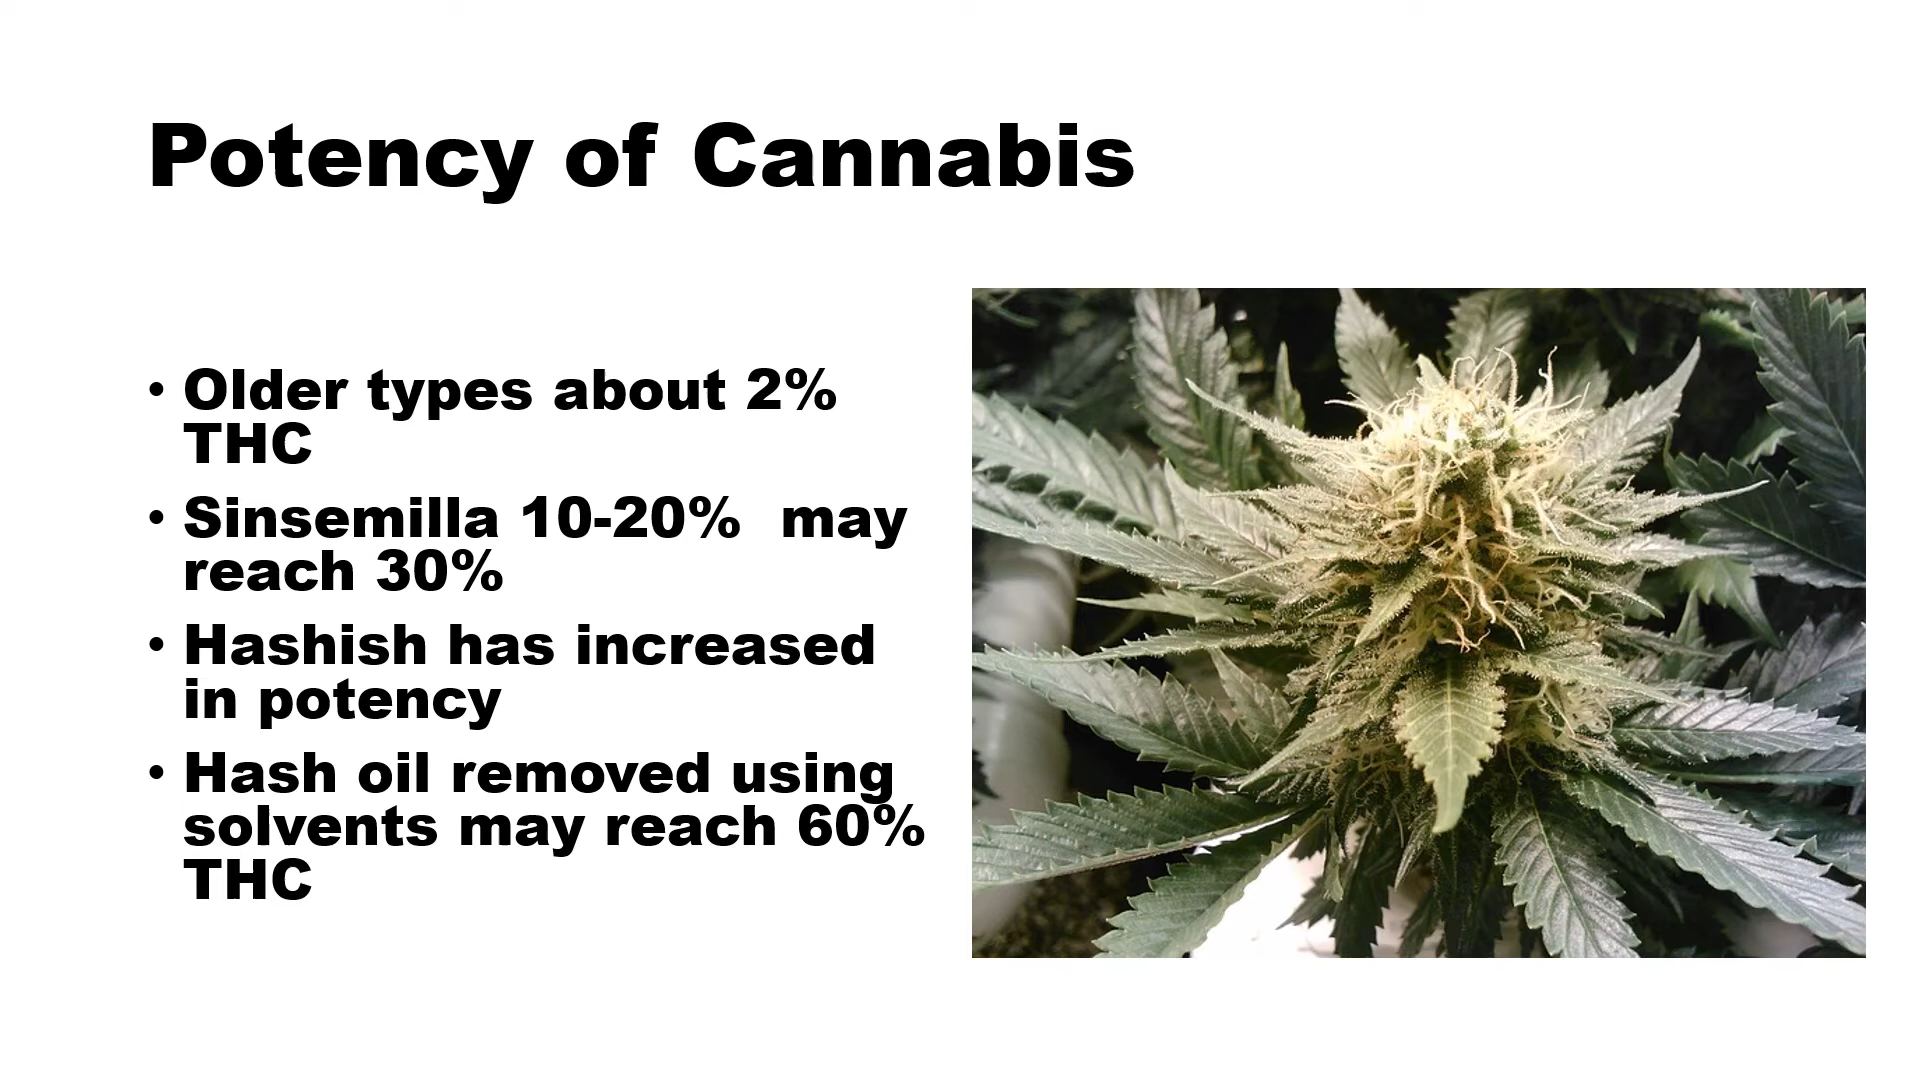 Potency of Cannabis
• Older types about 2%
THC
• Sinsemilla 10-20%  may
reach 30%
• Hashish has increased
in potency
• Hash oil removed using
solvents may reach 60%
THC